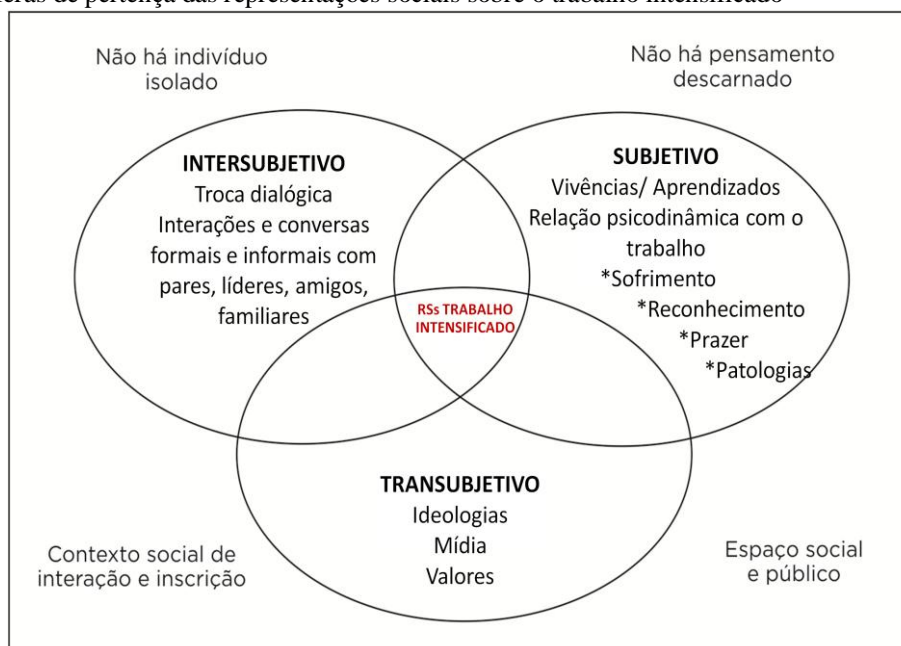 eras de pertença das representações sociais sobre o trabalho intensificado
Não há indivíduo
isolado
Não há pensamento
descarnado
INTERSUBJETIVO
Troca dialógica
Interações e conversas
formais e informais com
pares, líderes, amigos,
familiares
SUBJETIVO
Vivências/ Aprendizados
Relação psicodinâmica com o
trabalho
*Sofrimento
*Reconhecimento
*Prazer
*Patologias
RSs TRABALHO
INTENSIFICADO
TRANSUBJETIVO
Ideologias
Mídia
Valores
Contexto social de
interação e inscrição
Espaço social
e público